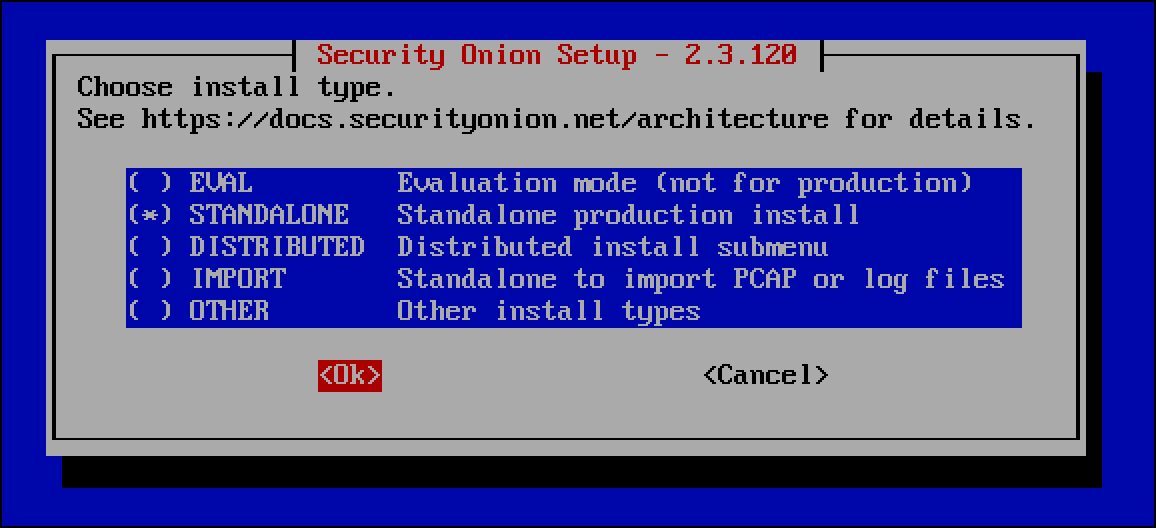 Security Onion Setup - 2.3.120
Choose install type.
See https://docs.securityonion.net/architecture for details.
( ) EVAL Evaluation mode (not for production)
(*) STANDALONE Standalone production install
( ) DISTRIBUTED Distributed install submenu
( ) IMPORT Standalone to import PCAP or log files
( ) OTHER Other install types
<Ok> <Cancel>